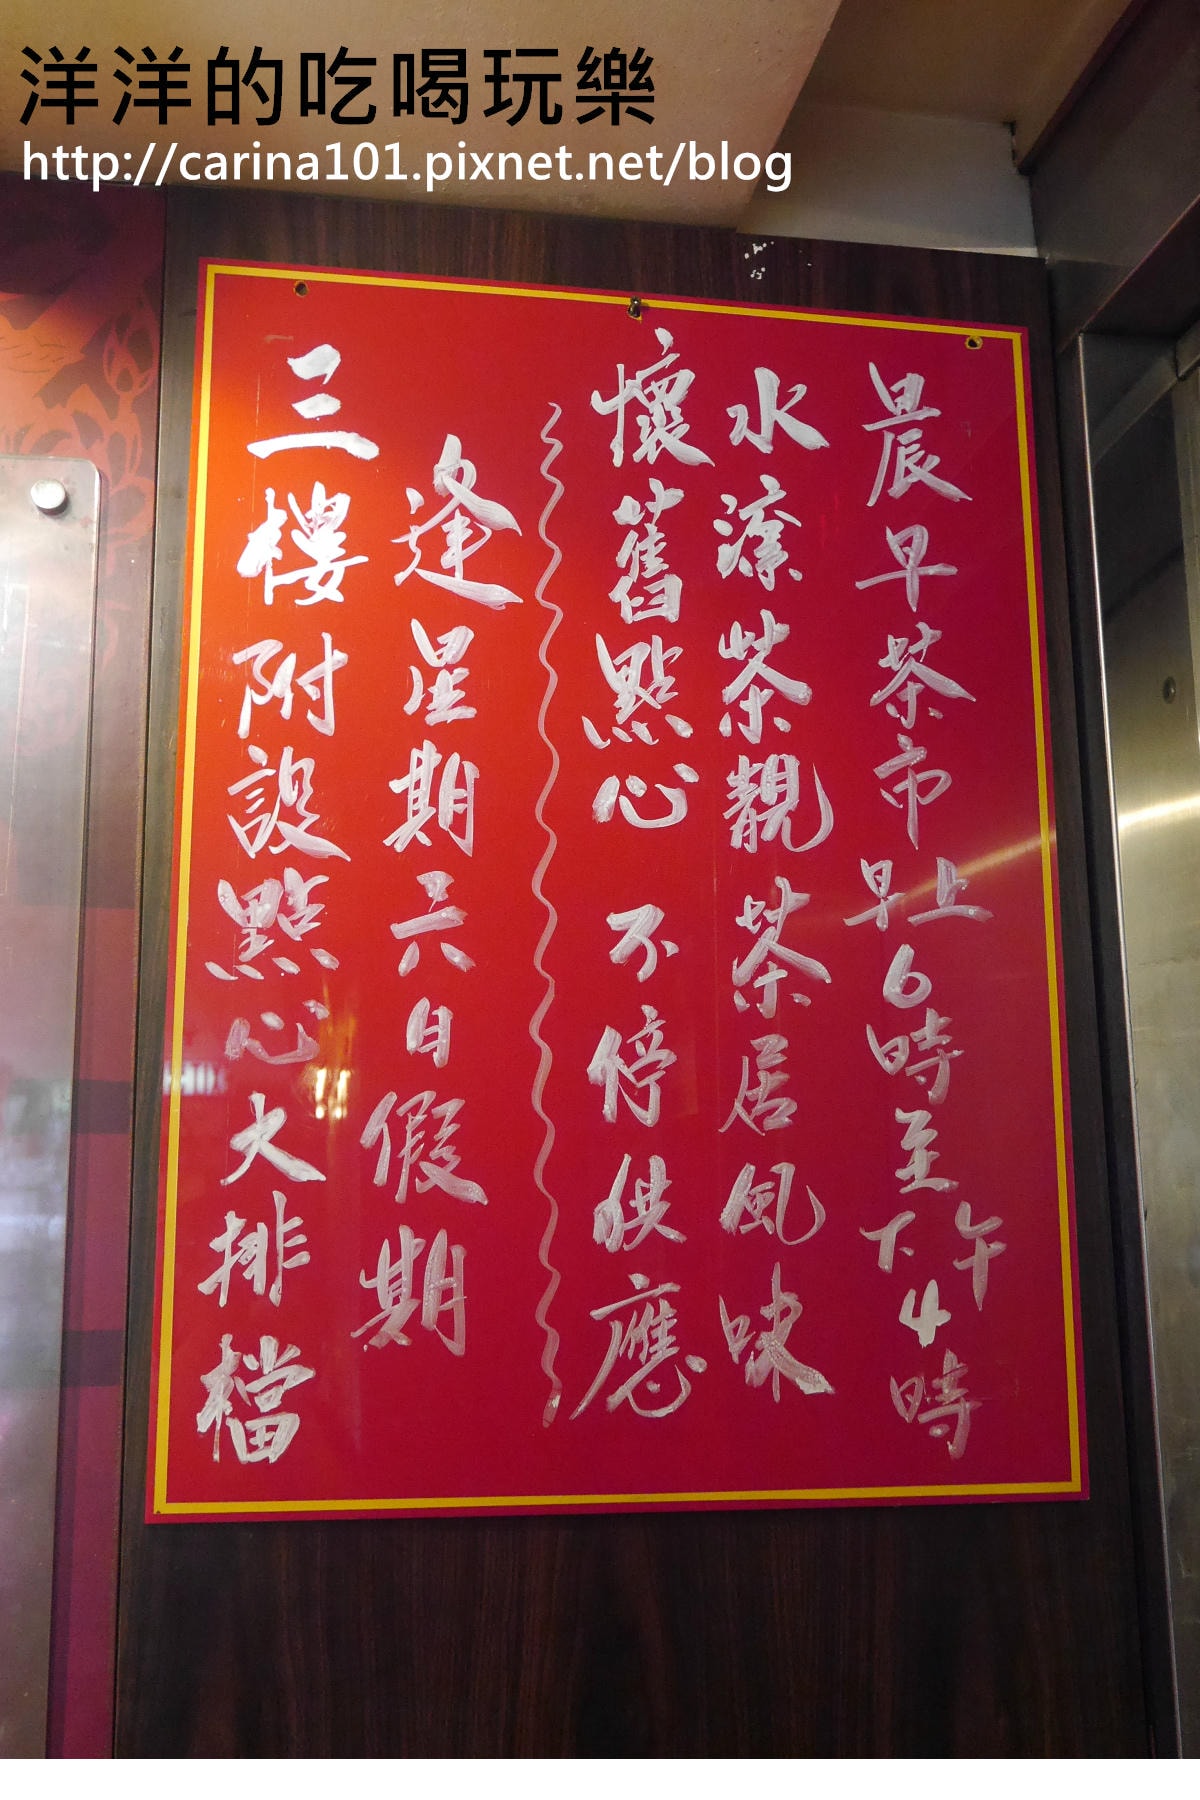 洋洋的吃喝玩樂
http://carina101.pixnet.net/blog
晨早茶市早上6時至下午4時
水滾茶靚茶居風味
懷舊點心 不停供應
逢星期六日假期
三樓附設點心大排檔